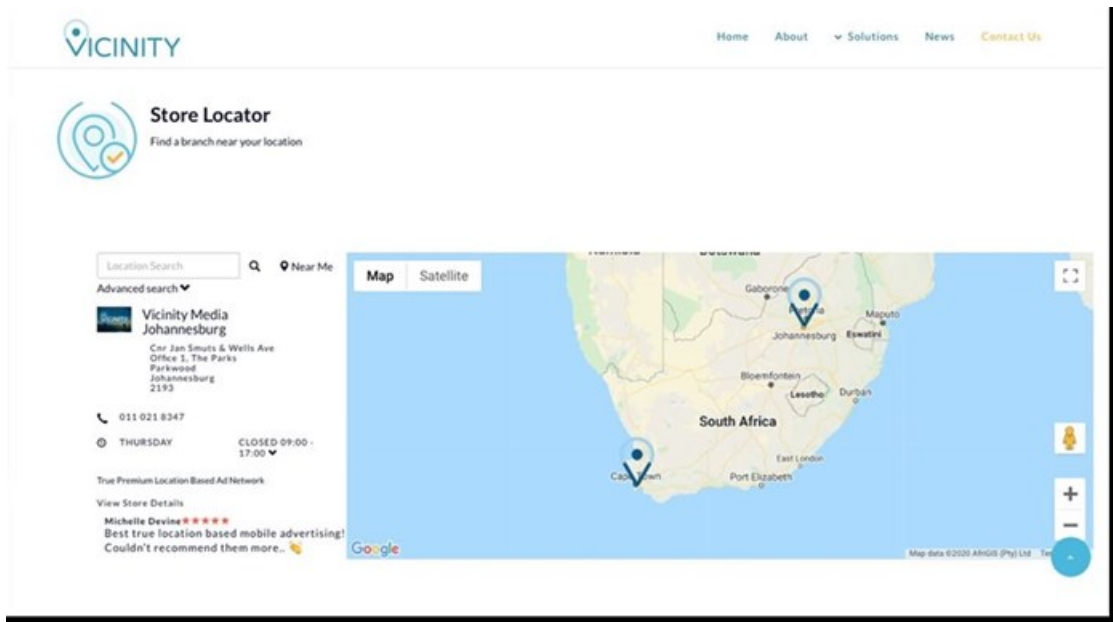 VICINITY
Home About Solutions News Contact Us
Store Locator
Find a branch near your location
Location Search
Near Me
Advanced search
Vicinity Media
Johannesburg
Cnr Jan Smuts & Wells Ave
Office 1, The Parks
Parkwood
Johannesburg
2193
011 021 8347
THURSDAY CLOSED 09:00 -
17:00
True Premium Location Based Ad Network
View Store Details
Michelle Devine
Best true location based mobile advertising!
Couldn't recommend them more..
Map Satellite
Gaborone
Maputo
Johannesburg Eswatini
Bloemfontein
Lesotho Durban
South Africa
East London
Cape Town Port Elizabeth
Google
Map data ©2020 AfriGIS (Pty) Ltd